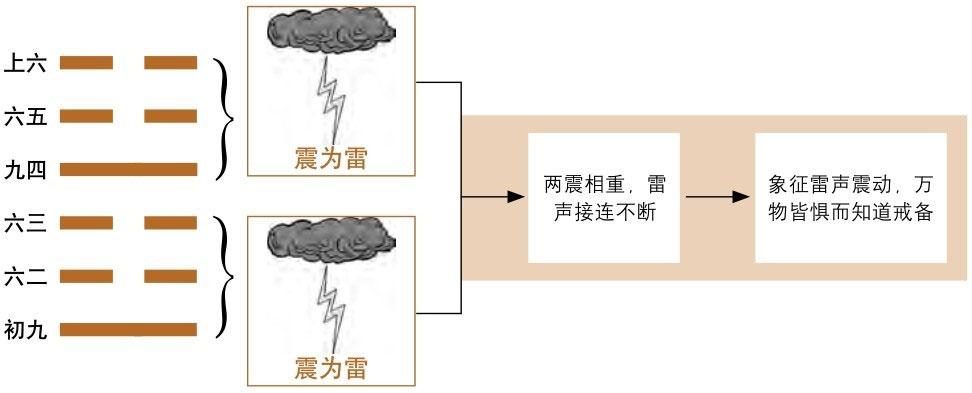 上六
六五
九四
六三
六二
初九
震为雷
震为雷
两震相重，雷
声接连不断
象征雷声震动，万
物皆惧而知道戒备